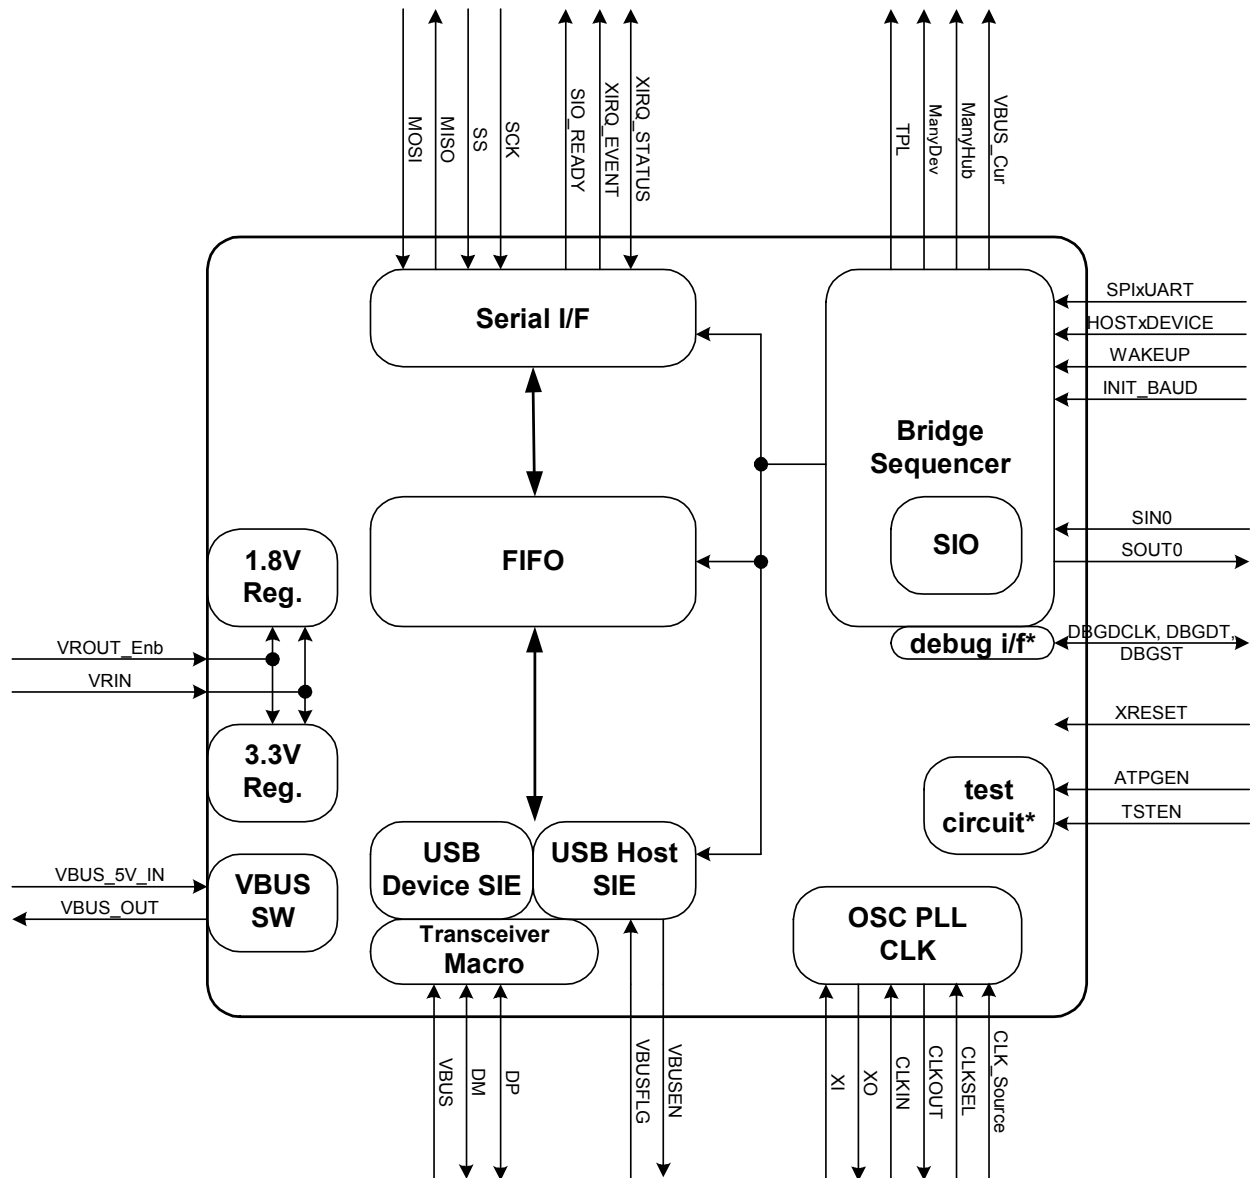 MOSI
MISO
SS
SCK
SIO_READY
XIRQ_EVENT
XIRQ_STATUS
TPL
ManyDev
ManyHub
VBUS_Cur
Serial I/F
SPIxUART
HOSTxDEVICE
WAKEUP
INIT_BAUD
Bridge
Sequencer
SIO
SIN0
SOUT0
FIFO
1.8V
Reg.
debug i/f*
DBGDCLK, DBGDT,
DBGST
VROUT_Enb
VRIN
XRESET
3.3V
Reg.
test
circuit*
ATPGEN
TSTEN
USB
Device SIE
USB Host
SIE
VBUS_5V_IN
VBUS_OUT
VBUS
SW
Transceiver
Macro
OSC PLL
CLK
VBUS
DM
DP
VBUSFLG
VBUSEN
XI
XO
CLKIN
CLKOUT
CLKSEL
CLK_Source